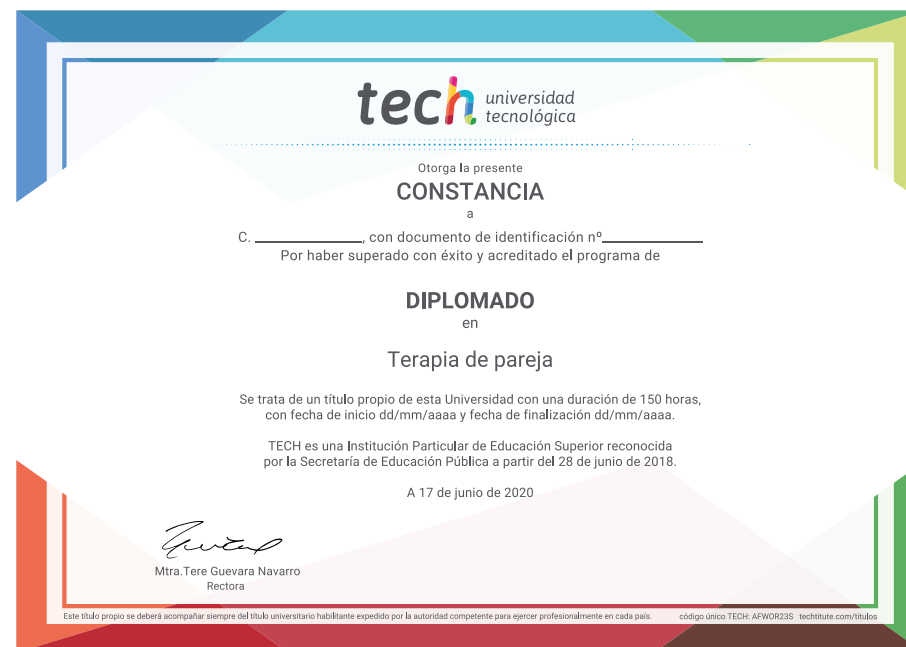 tech universidad
tecnológica
Otorga la presente
CONSTANCIA
a
C. ____________, con documento de identificación nº____________
Por haber superado con éxito y acreditado el programa de
DIPLOMADO
en
Terapia de pareja
Se trata de un título propio de esta Universidad con una duración de 150 horas,
con fecha de inicio dd/mm/aaaa y fecha de finalización dd/mm/aaaa.
TECH es una Institución Particular de Educación Superior reconocida
por la Secretaría de Educación Pública a partir del 28 de junio de 2018.
A 17 de junio de 2020
Mtra.Tere Guevara Navarro
Rectora
Este título propio se deberá acompañar siempre del título universitario habilitante expedido por la autoridad competente para ejercer profesionalmente en cada país. código único TECH: AFWOR23S techtitute.com/titulos